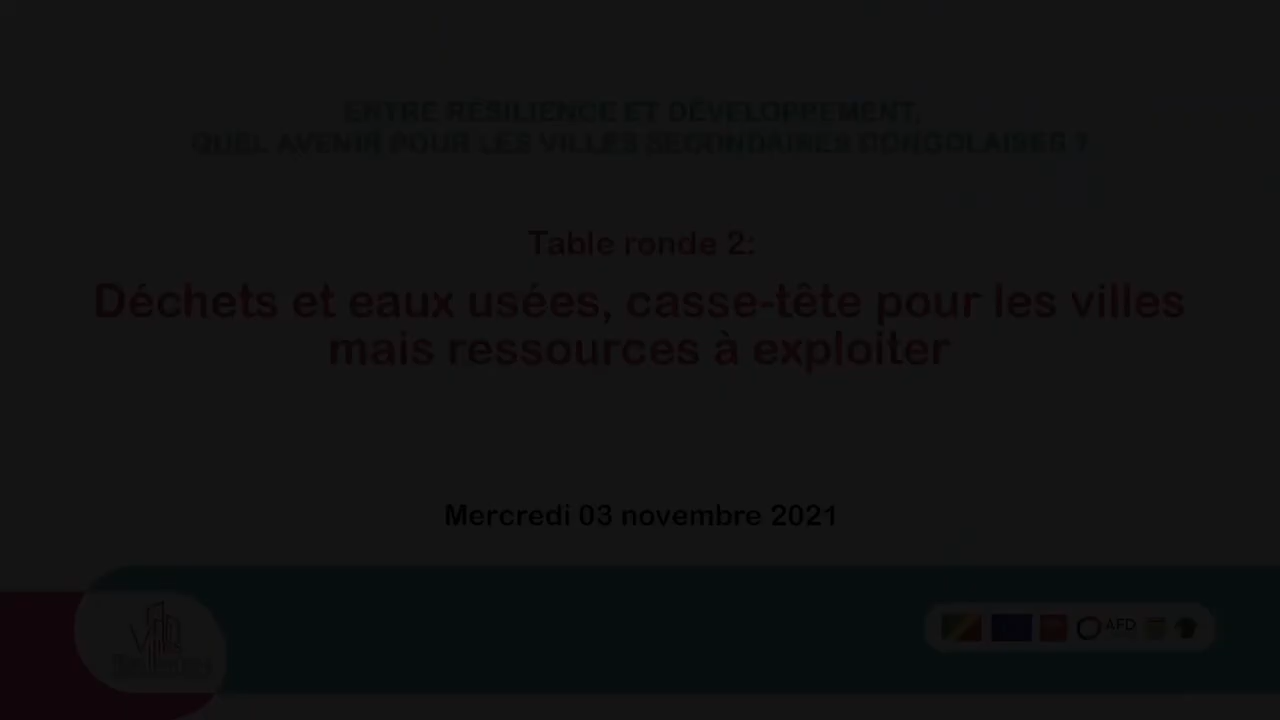 ENTRE RÉSILIENCE ET DÉVELOPPEMENT,
QUEL AVENIR POUR LES VILLES SECONDAIRES CONGOLAISES ?
Table ronde 2:
Déchets et eaux usées, casse-tête pour les villes
mais ressources à exploiter
Mercredi 03 novembre 2021
AFD